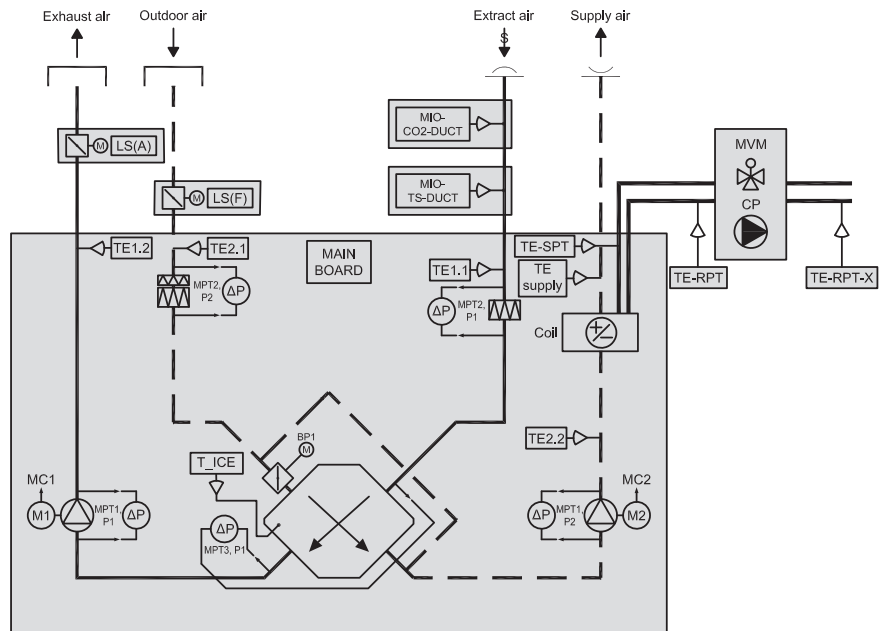 Exhaust air
Outdoor air
Extract air
Supply air
S
MIO-
CO2-DUCT
M
LS(A)
MVM
MIO-
TS-DUCT
M
LS(F)
CP
TE1.2
TE2.1
MAIN
BOARD
TE-SPT
TE1.1
TE
supply
TE-RPT
TE-RPT-X
MPT2,
P2
ΔP
ΔP
MPT2,
P1
Coil
+/−
BP1
M
T_ICE
TE2.2
MC1
MC2
M1
MPT1,
P1
ΔP
ΔP
MPT3, P1
ΔP
MPT1,
P2
M2